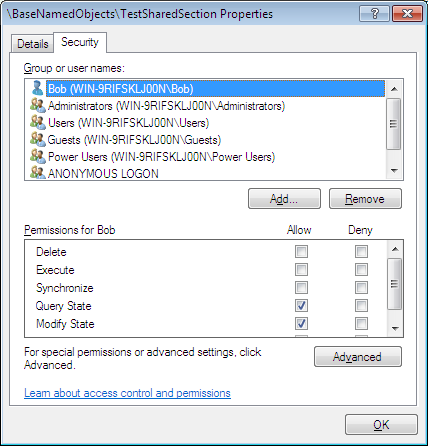 \BaseNamedObjects\TestSharedSection Properties
Details
Security
Group or user names:
Bob (WIN-9RIFSKLJ00N\Bob)
Administrators (WIN-9RIFSKLJ00N\Administrators)
Users (WIN-9RIFSKLJ00N\Users)
Guests (WIN-9RIFSKLJ00N\Guests)
Power Users (WIN-9RIFSKLJ00N\Power Users)
ANONYMOUS LOGON
Add...
Remove
Permissions for Bob
Allow
Deny
Delete
Execute
Synchronize
Query State
Modify State
For special permissions or advanced settings, click
Advanced.
Advanced
Learn about access control and permissions
OK